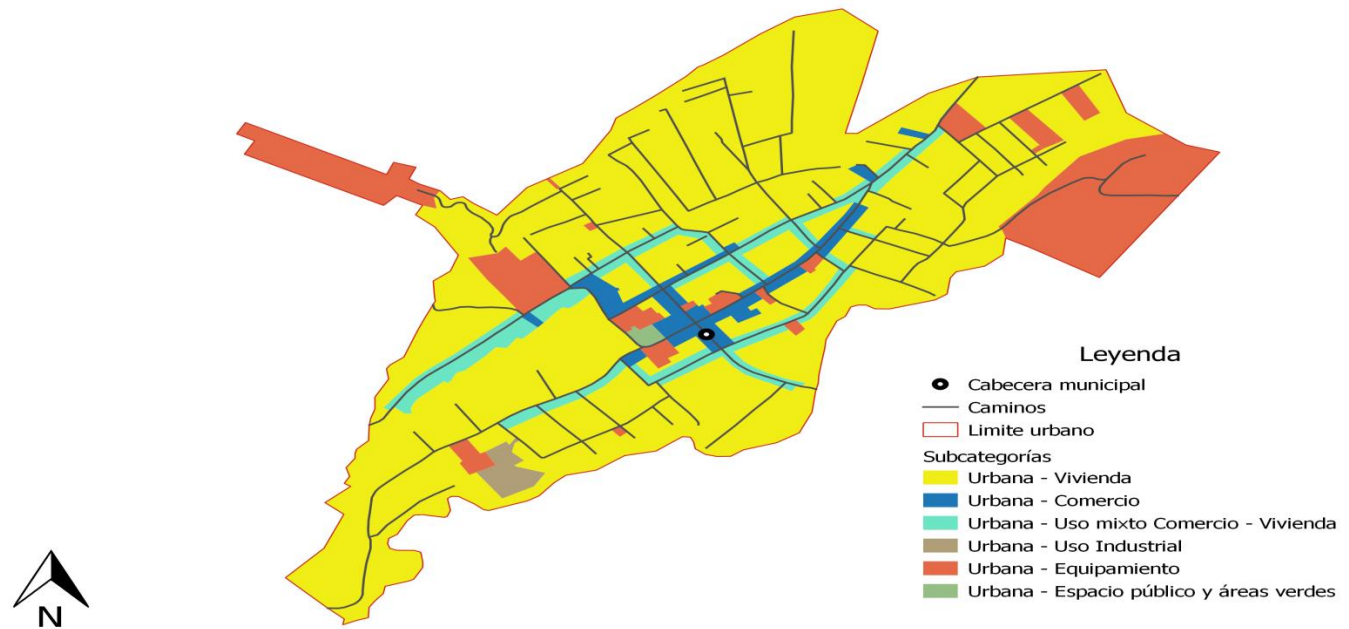 Leyenda
Cabecera municipal
Caminos
Limite urbano
Subcategorías
Urbana - Vivienda
Urbana - Comercio
Urbana - Uso mixto Comercio - Vivienda
Urbana - Uso Industrial
Urbana - Equipamiento
Urbana - Espacio público y áreas verdes
N